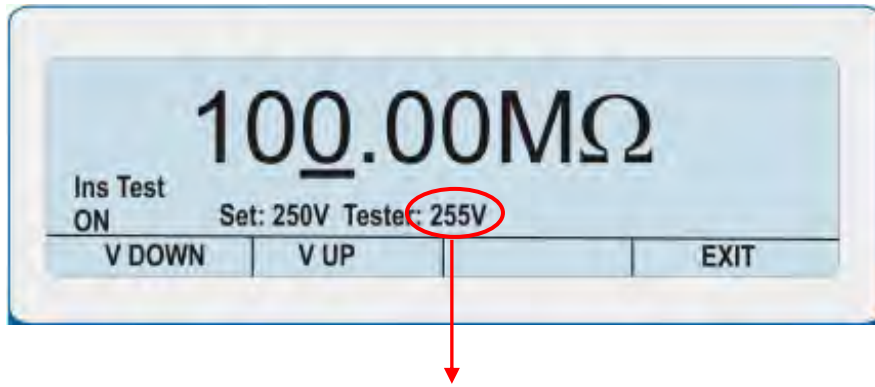 100.00MΩ
Ins Test
ON Set: 250V Tester: 255V
V DOWN V UP EXIT